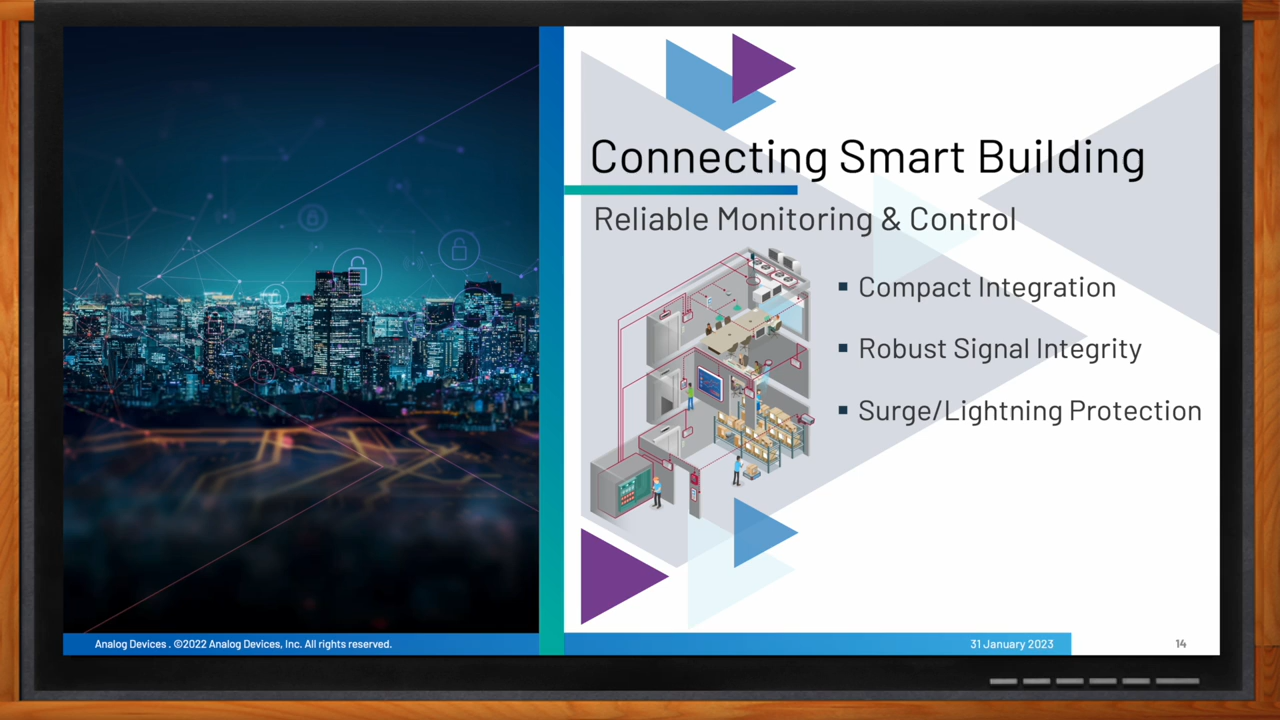 Connecting Smart Building
Reliable Monitoring & Control
▪ Compact Integration
▪ Robust Signal Integrity
▪ Surge/Lightning Protection
Analog Devices . ©2022 Analog Devices, Inc. All rights reserved.
31 January 2023
14